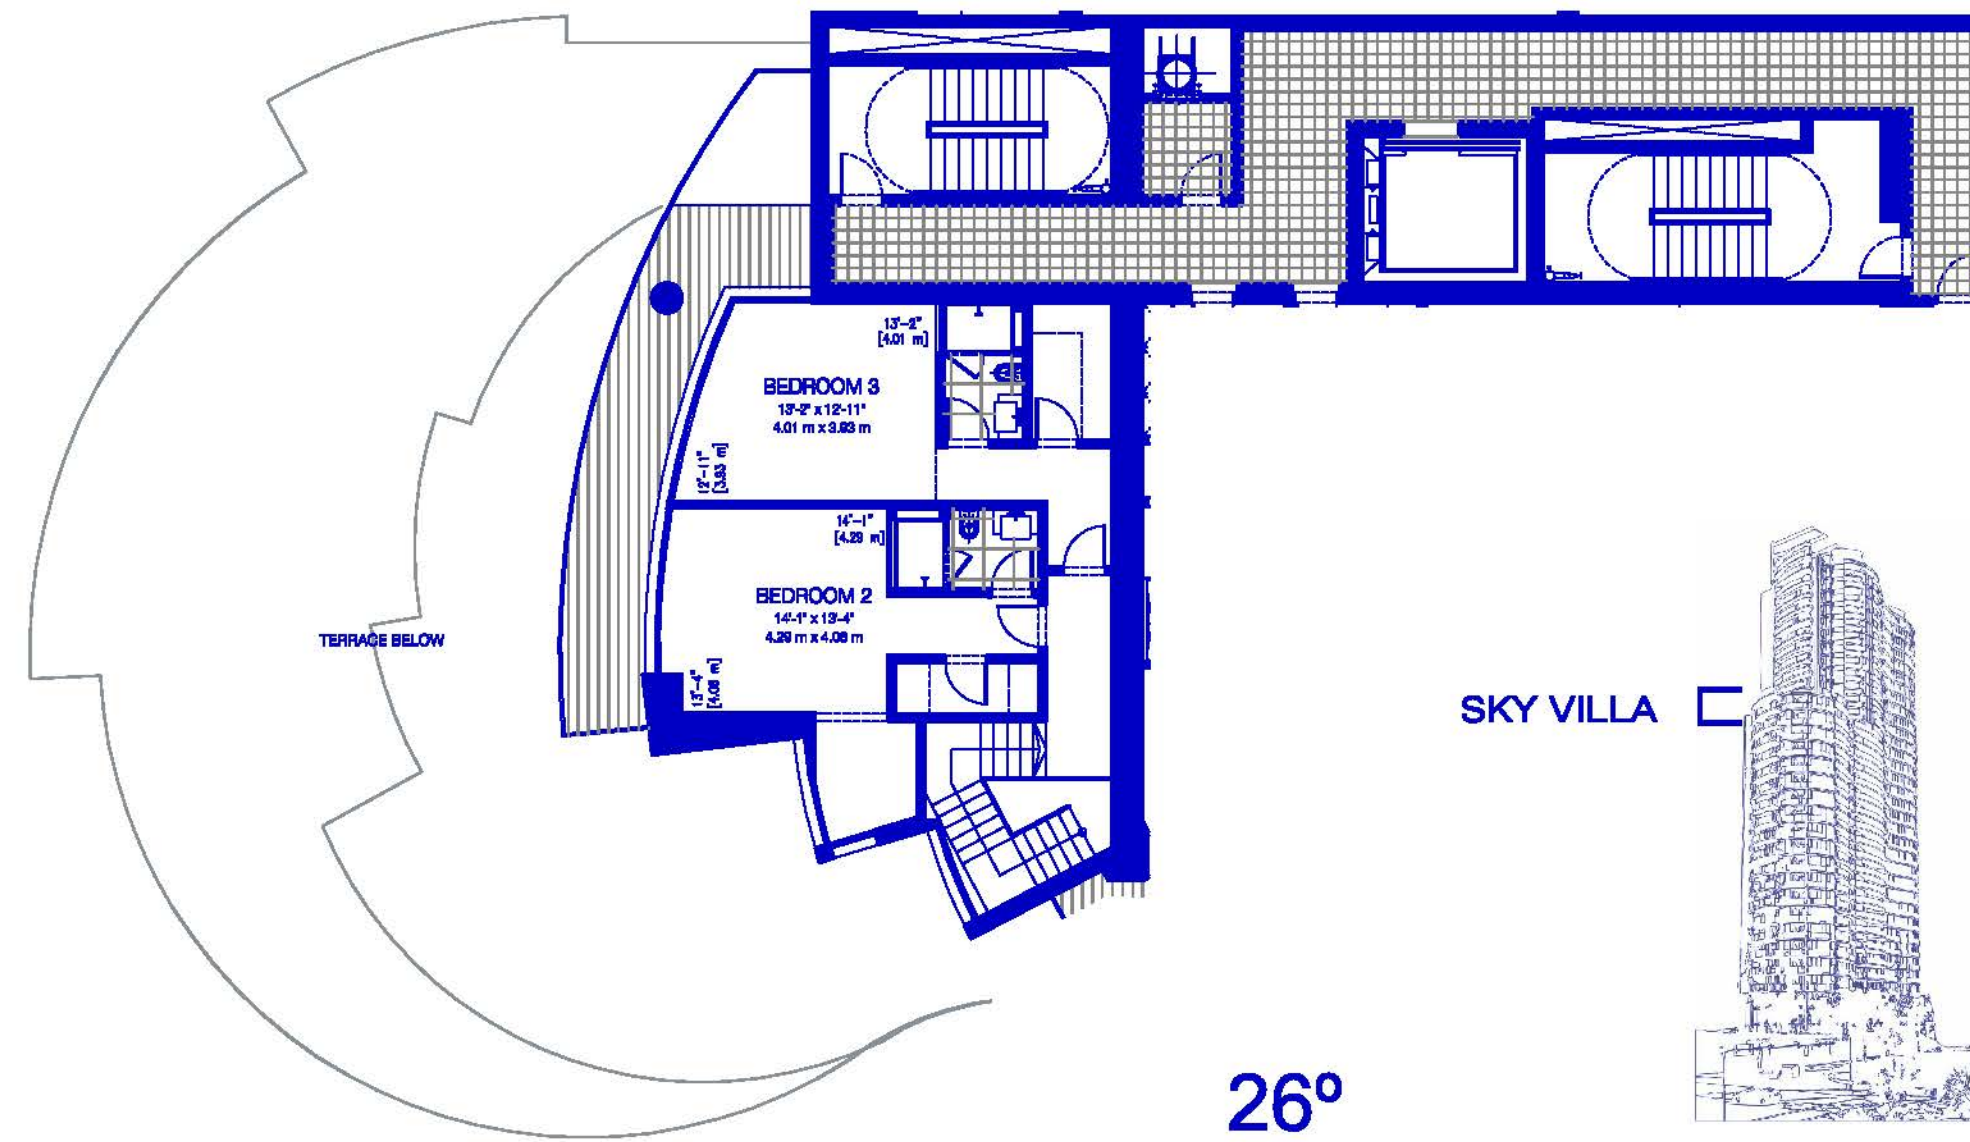 13'-2"
[4.01 m]
BEDROOM 3
13'-2" x 12'-11"
4.01 m x 3.93 m
12'-11"
[3.93 m]
14'-1"
[4.29 m]
BEDROOM 2
14'-1" x 13'-4"
4.29 m x 4.06 m
13'-4"
[4.06 m]
TERRACE BELOW
SKY VILLA
26º